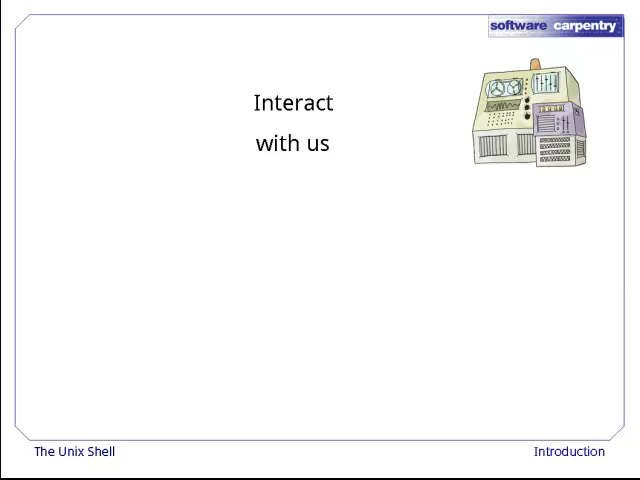 software carpentry
Interact
with us
The Unix Shell
Introduction